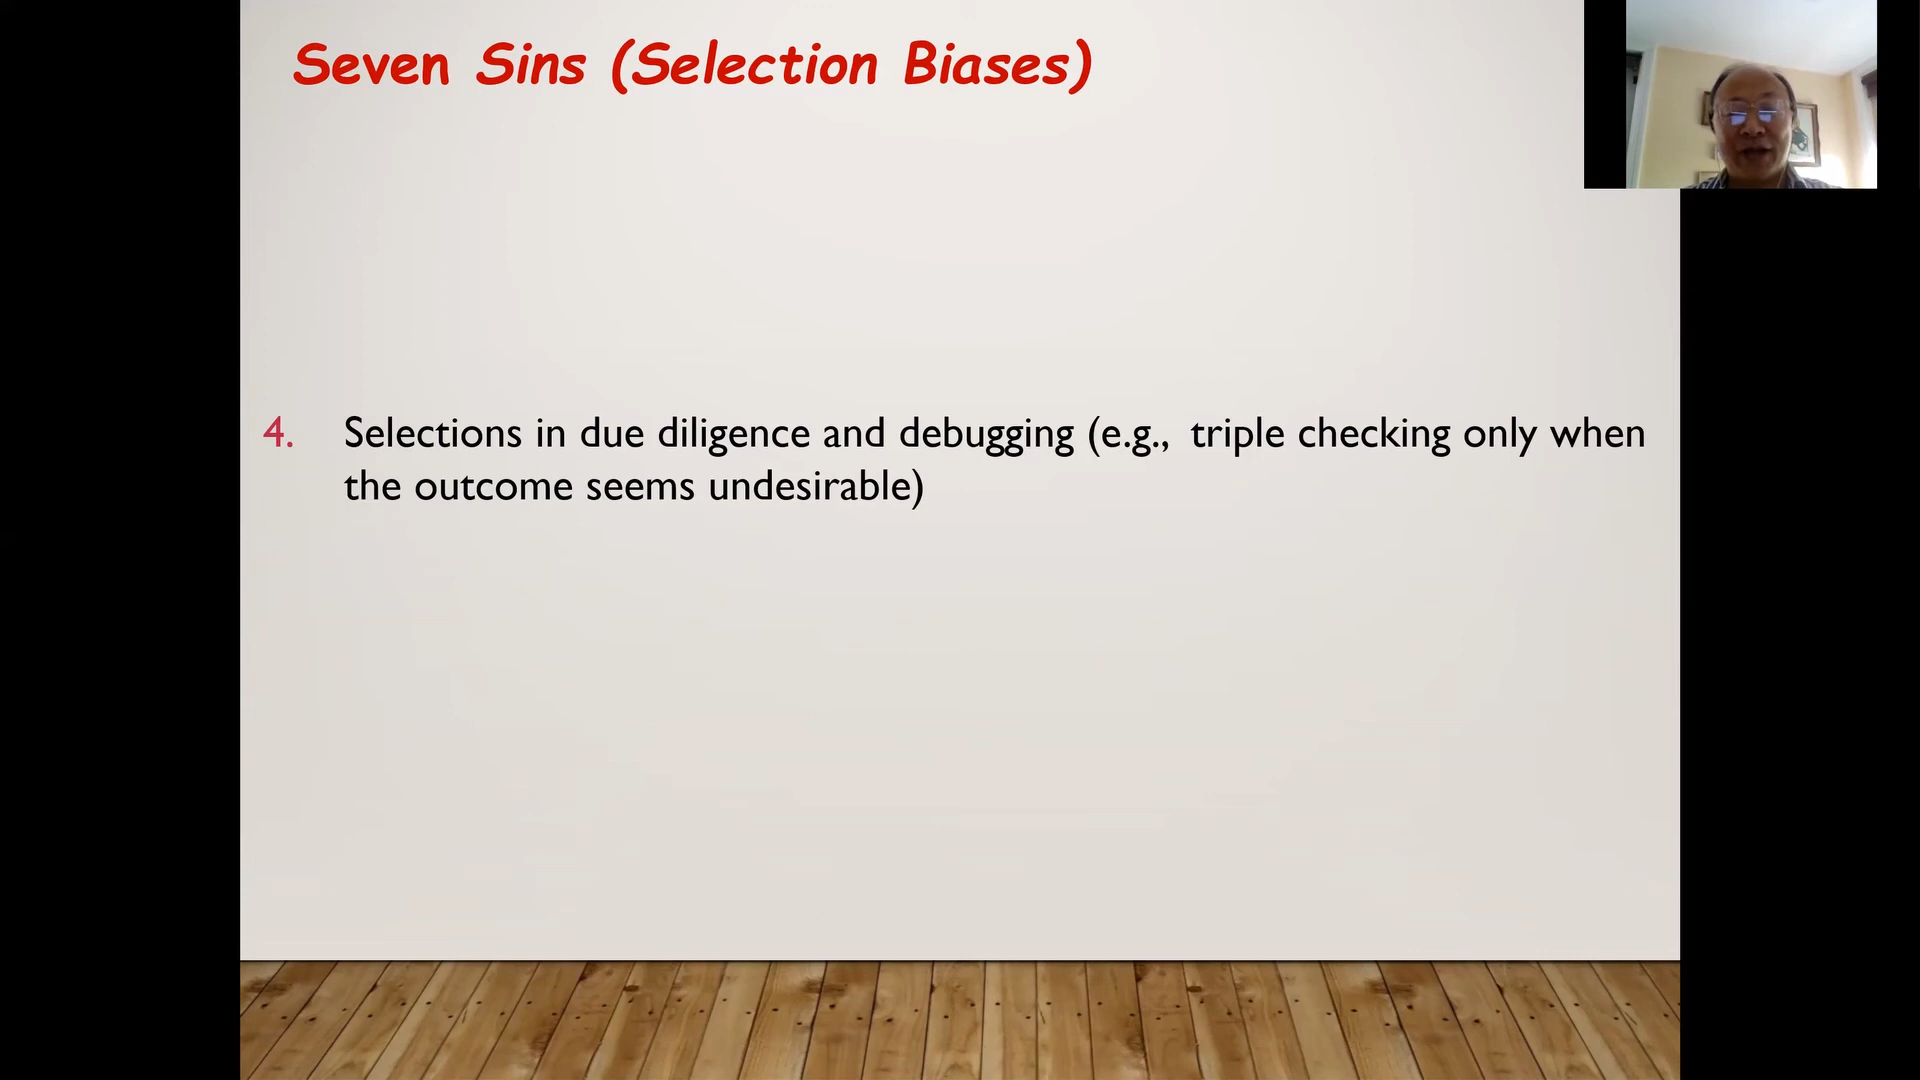 Seven Sins (Selection Biases)
4. Selections in due diligence and debugging (e.g., triple checking only when
the outcome seems undesirable)